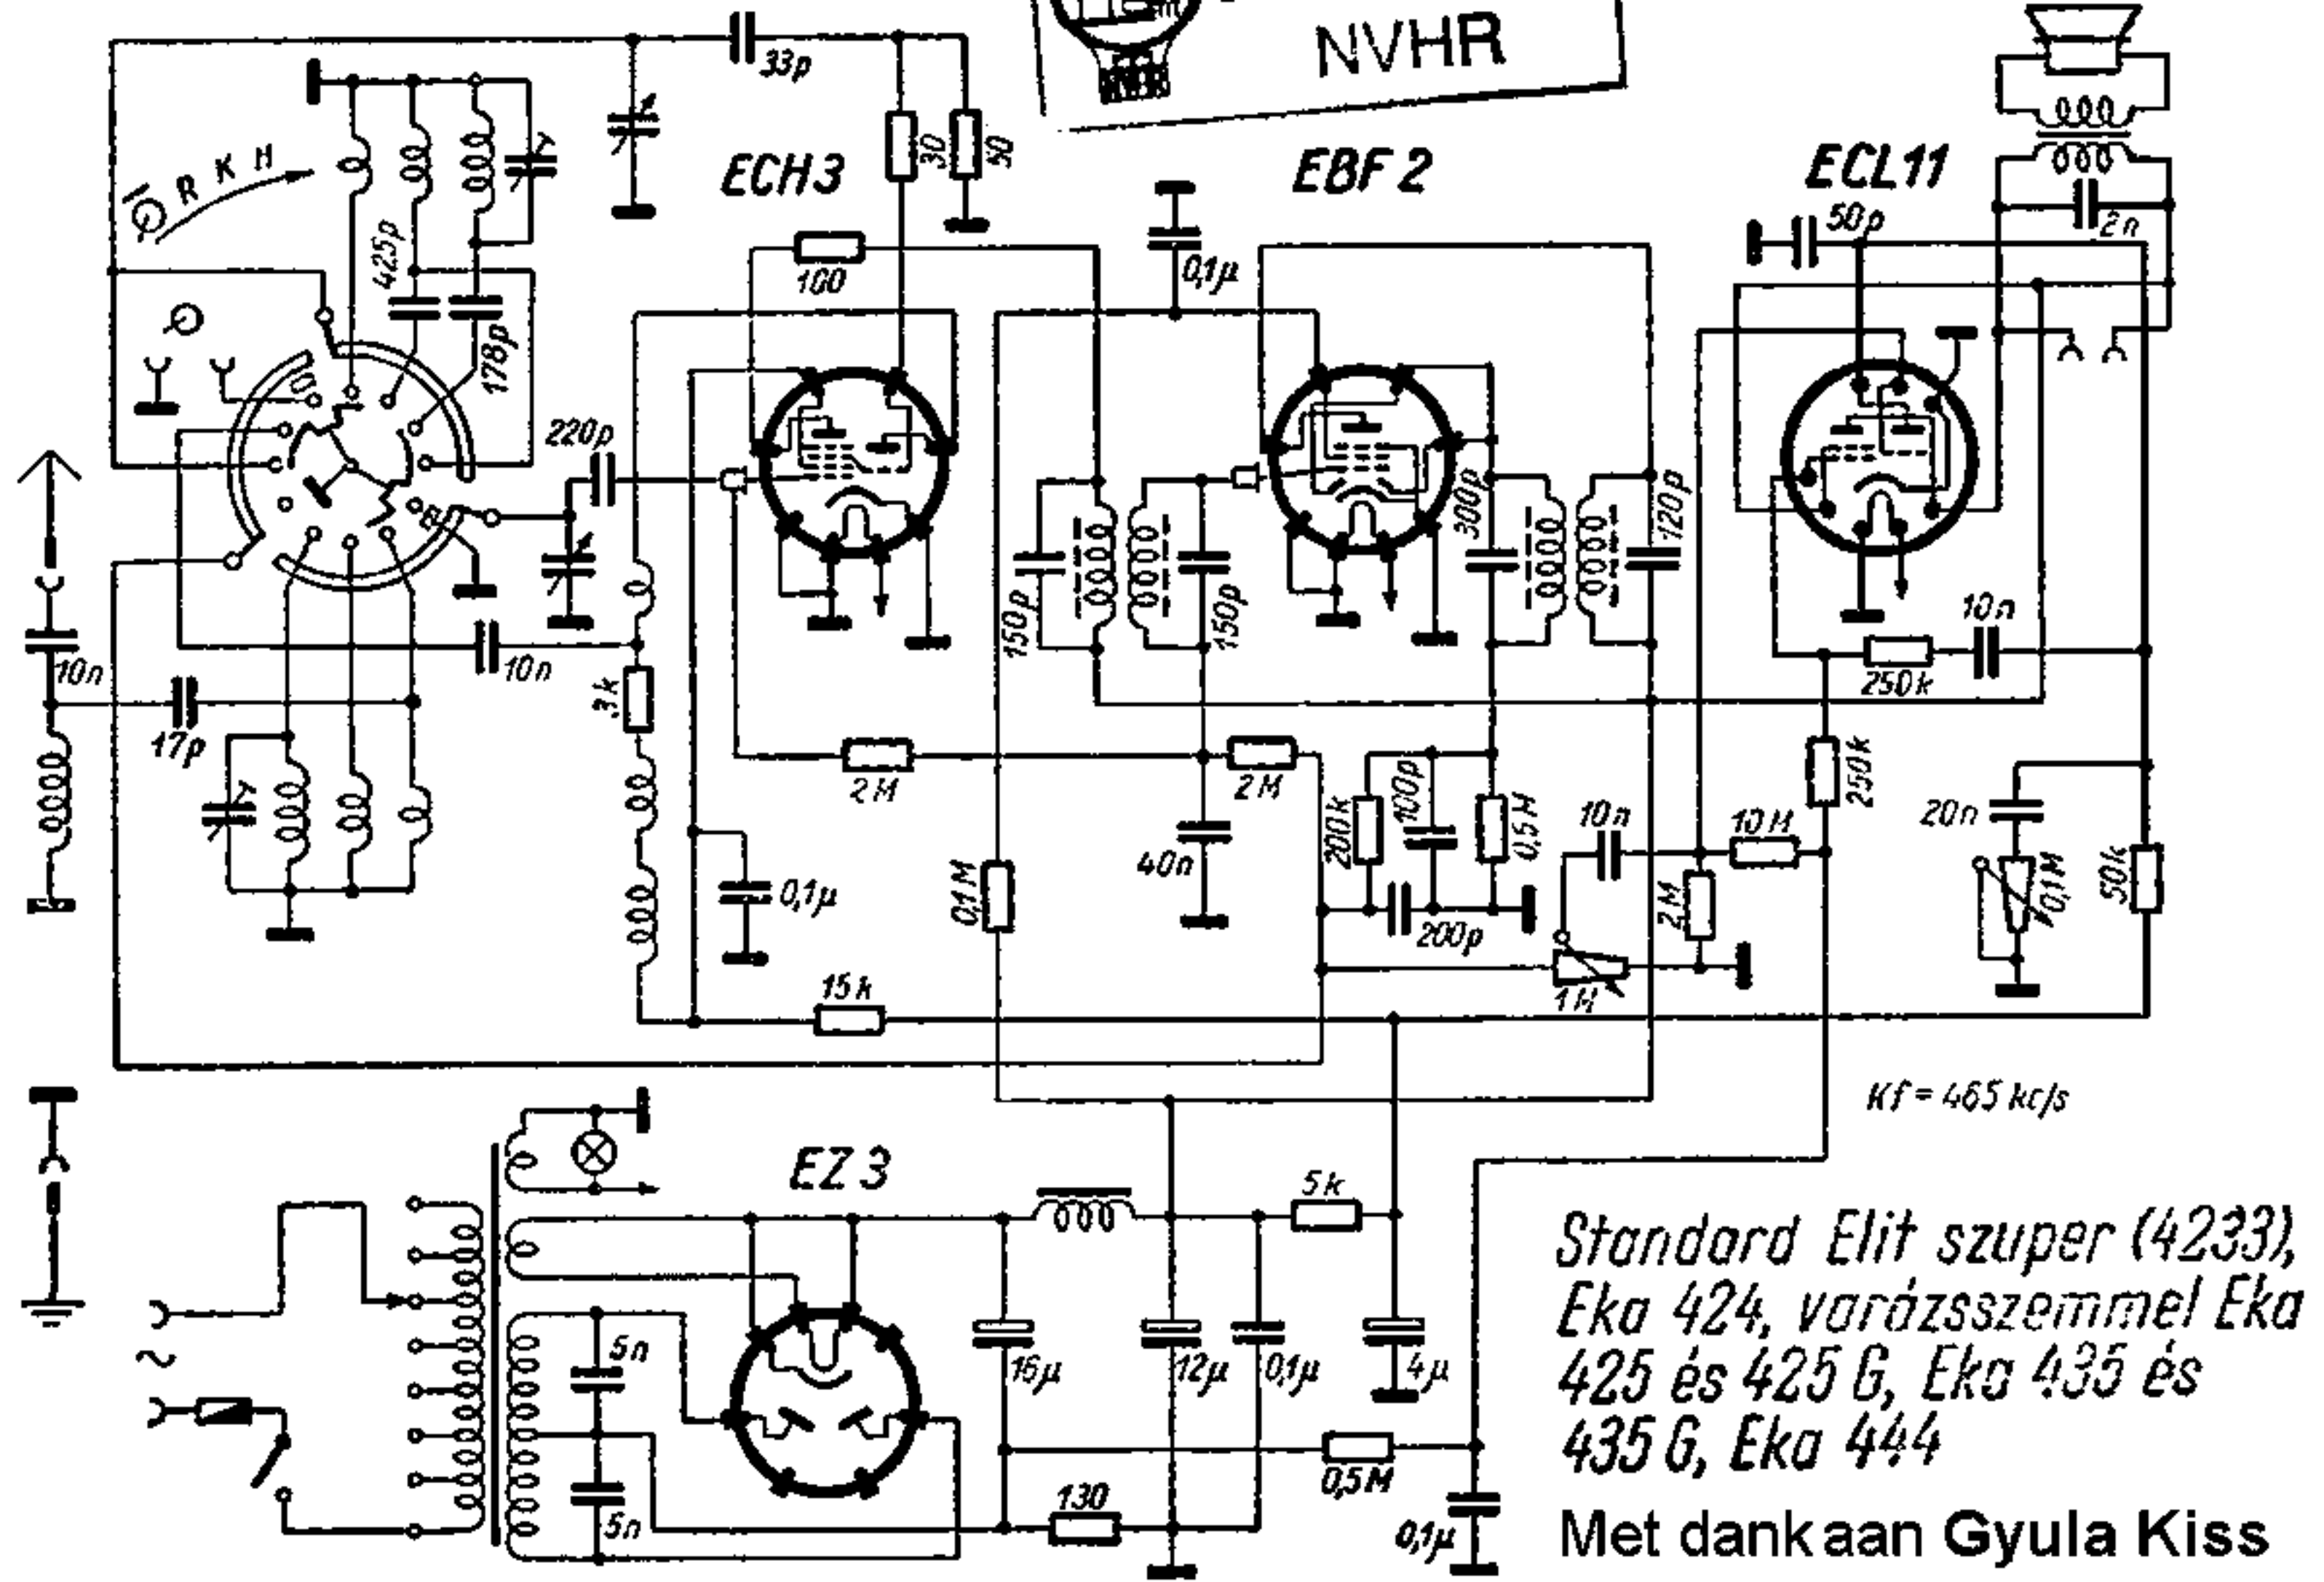 NVHR
33p
R K H
30
50
ECH3
EBF2
ECL11
50p
2n
425p
100
0,1µ
178p
220p
300p
120p
150p
150p
10n
10n
10n
3k
250k
17p
2M
2M
250k
200k
100p
0,5M
10n
10M
20n
0,1M
40n
0,1µ
0,1M
200p
2M
50k
15k
1M
Kf = 465 kc/s
EZ3
5k
5n
16µ
12µ
0,1µ
4µ
0,5M
130
5n
0,1µ
Standard Elit szuper (4233),
Eka 424, varázsszemmel Eka
425 és 425 G, Eka 435 és
435 G, Eka 444
Met dank aan Gyula Kiss